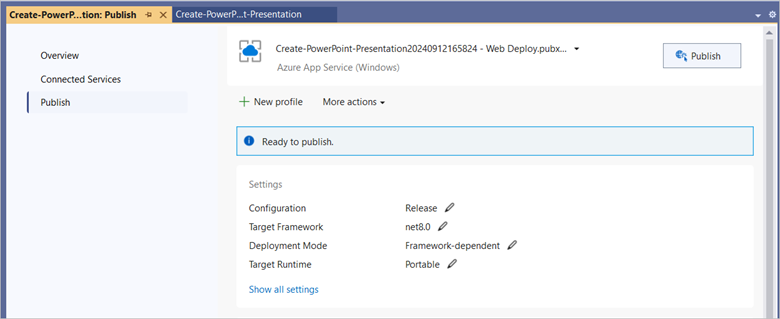 Create-PowerP...tion: Publish
Create-PowerP...t-Presentation
Overview
Connected Services
Publish
Create-PowerPoint-Presentation20240912165824 - Web Deploy.pubx...
Azure App Service (Windows)
Publish
New profile
More actions
Ready to publish.
Settings
Configuration Release
Target Framework net8.0
Deployment Mode Framework-dependent
Target Runtime Portable
Show all settings